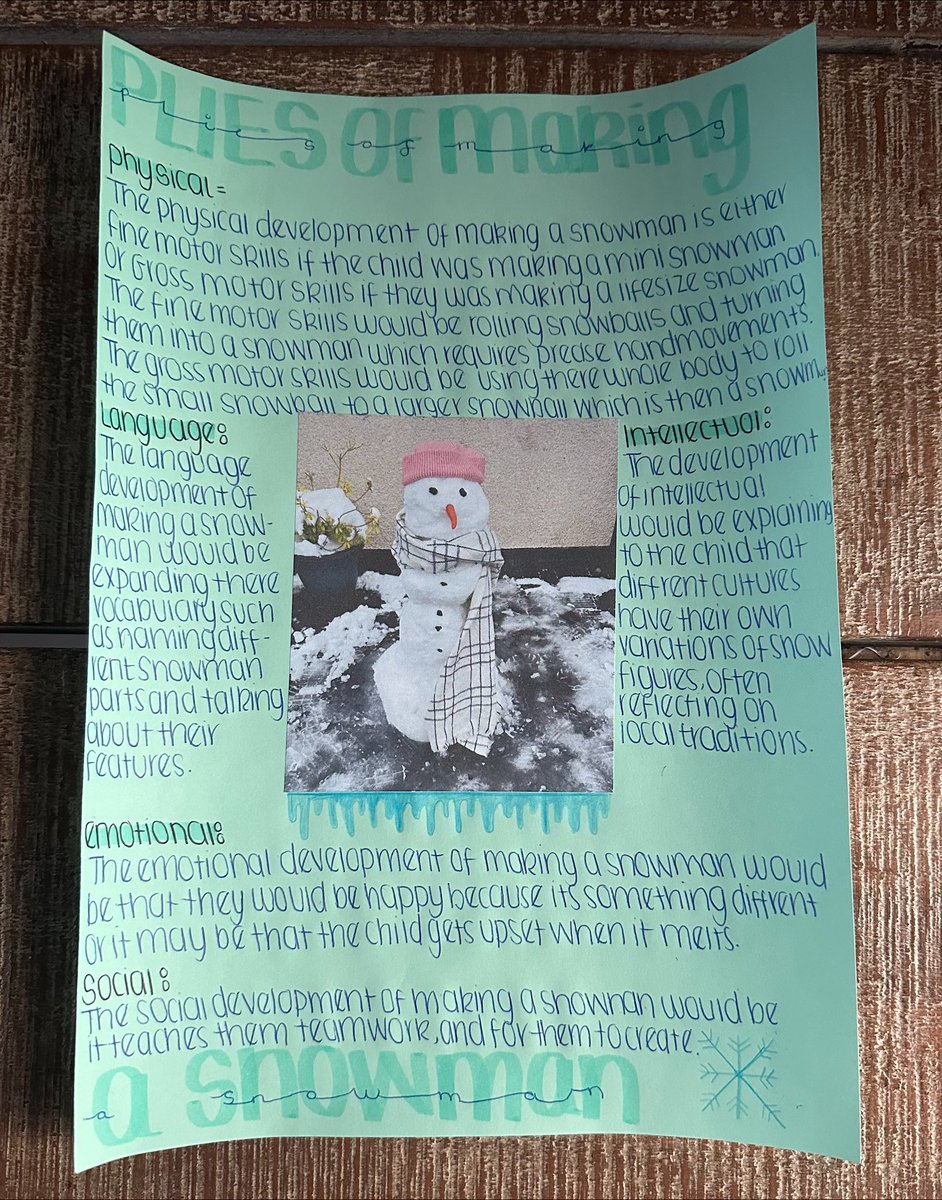 PLIES OF making
plies of making
physical=
The physical development of making a snowman is either
fine motor skills if the child was making a mini snowman
Or Gross motor skills if they was making a lifesize snowman.
The fine motor skills would be rolling snowballs and turning
them into a snowman which requires precise handmovements.
The gross motor skills would be using there whole body to roll
the small snowball to a larger snowball which is then a
Language:
The language
development of
making a snow-
man would be
expanding there
vocabulary such
as naming diff-
rent snowman
parts and talking
about their
features.
Intellectual:
The development
of intellectual
would be explaining
to the child that
diffrent cultures
have their own
variations of snow
figures, often
reflecting on
local traditions.
emotional:
The emotional development of making a snowman would
be that they would be happy because its something diffrent
or it may be that the child gets upset when it melts.
Social:
The social development of making a snowman would be
it teaches them teamwork, and for them to create.
a snowman
a snowman